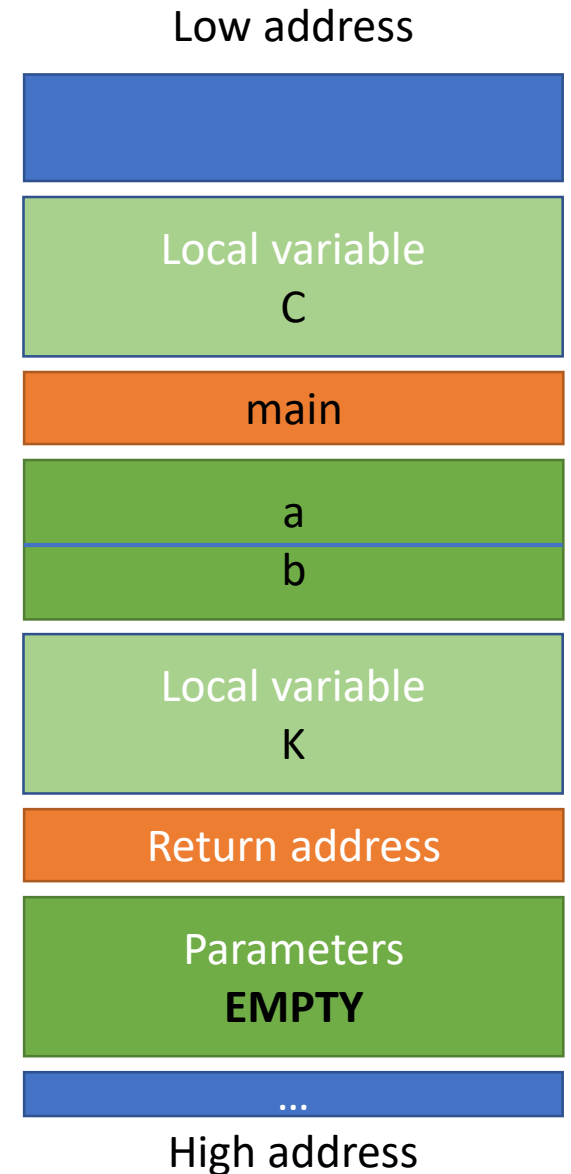 Low address
Local variable
C
main
a
b
Local variable
K
Return address
Parameters
EMPTY
...
High address